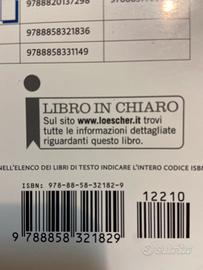 9788820137298
9788858321836
9788858331149
LIBRO IN CHIARO
Sul sito www.loescher.it trovi
tutte le informazioni dettagliate
riguardanti questo libro.
NELL'ELENCO DEI LIBRI DI TESTO INDICARE L'INTERO CODICE ISB
ISBN: 978-88-58-32182-9
12210
9 788858 321829
subito